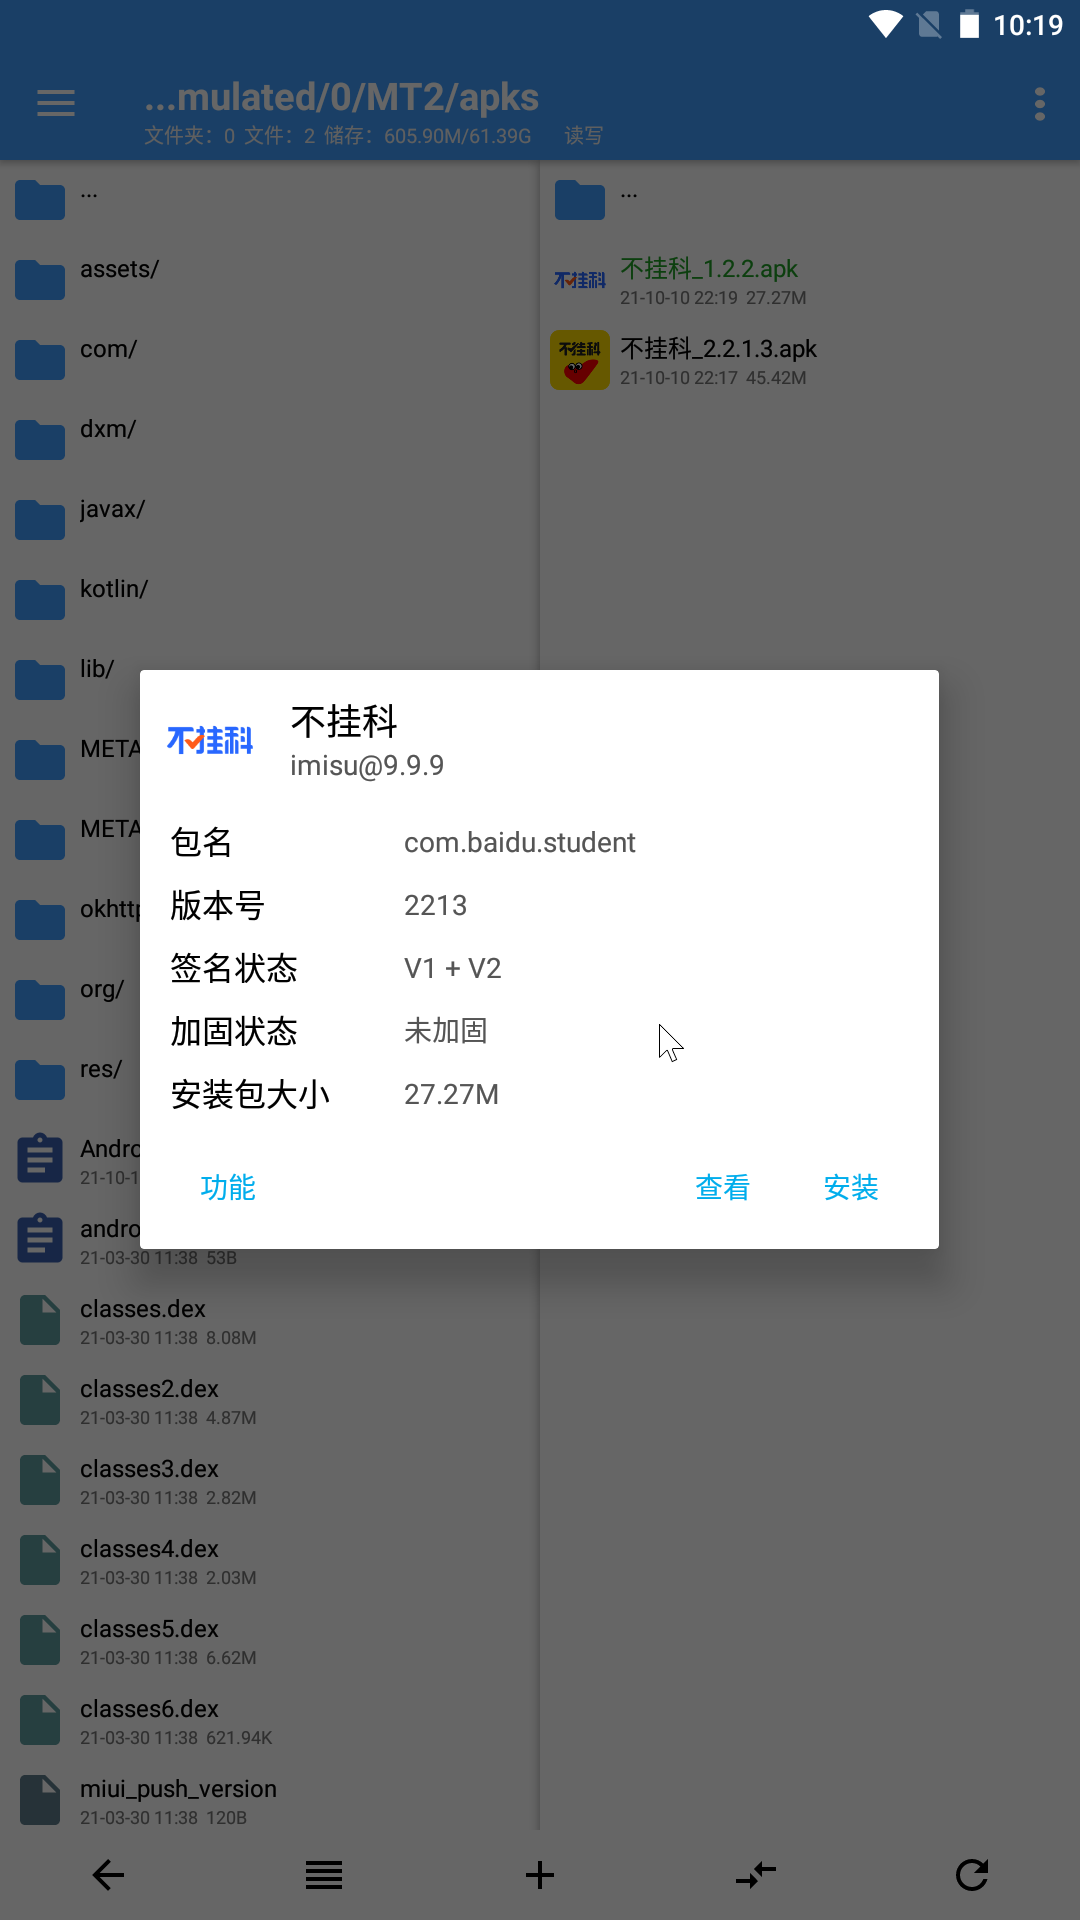 10:19
...mulated/0/MT2/apks
文件夹：0 文件：2 储存：605.90M/61.39G 读写
...
assets/
com/
dxm/
javax/
kotlin/
lib/
META
META
okhttp
org/
res/
Andro
21-10-1
andro
21-03-30 11:38 53B
classes.dex
21-03-30 11:38 8.08M
classes2.dex
21-03-30 11:38 4.87M
classes3.dex
21-03-30 11:38 2.82M
classes4.dex
21-03-30 11:38 2.03M
classes5.dex
21-03-30 11:38 6.62M
classes6.dex
21-03-30 11:38 621.94K
miui_push_version
21-03-30 11:38 120B
...
不挂科
不挂科_1.2.2.apk
21-10-10 22:19 27.27M
不挂科
不挂科_2.2.1.3.apk
21-10-10 22:17 45.42M
不挂科
不挂科
imisu@9.9.9
包名 com.baidu.student
版本号 2213
签名状态 V1 + V2
加固状态 未加固
安装包大小 27.27M
功能 查看 安装